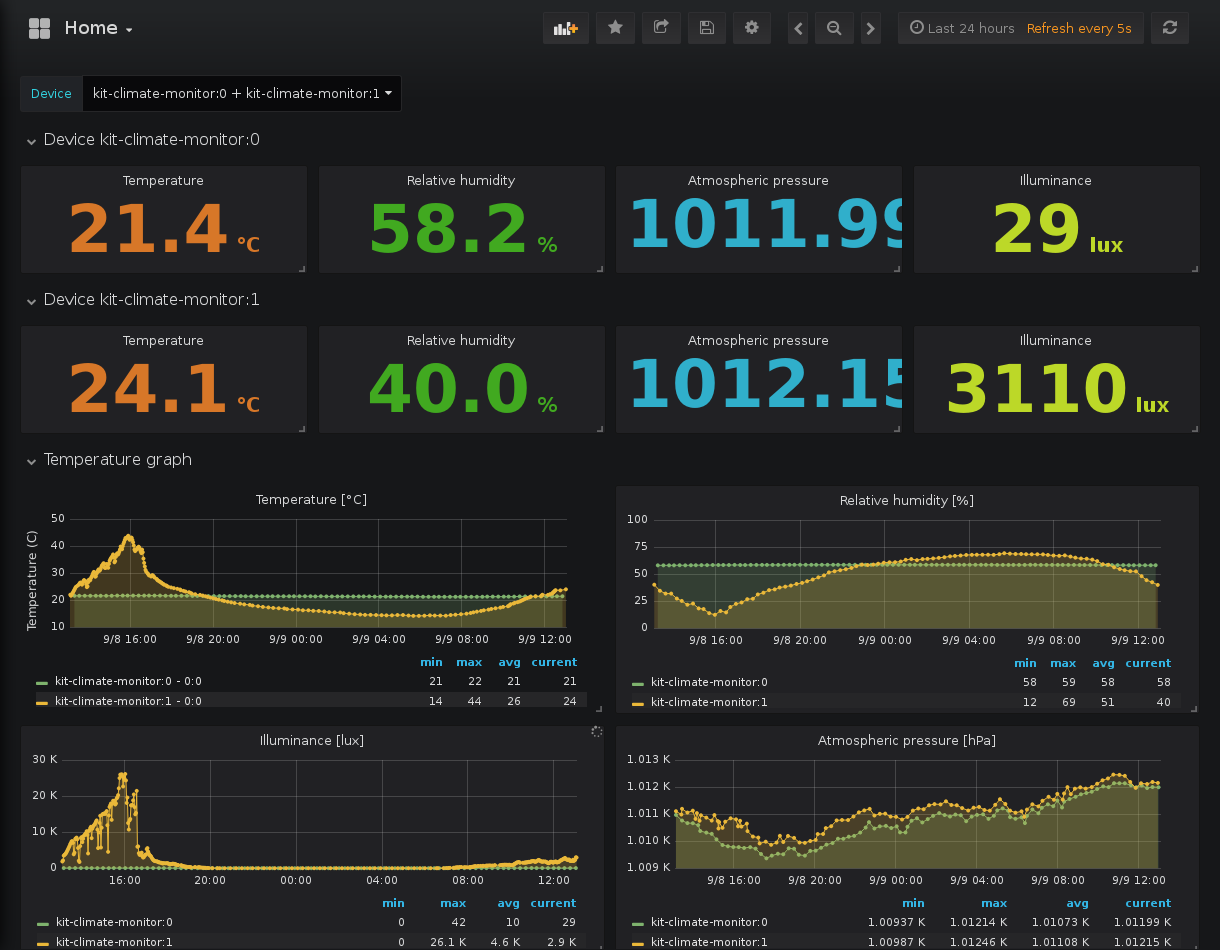 Home
Last 24 hours Refresh every 5s
Device kit-climate-monitor:0 + kit-climate-monitor:1
Device kit-climate-monitor:0
Temperature Relative humidity Atmospheric pressure Illuminance
21.4 °C 58.2 % 1011.99 29 lux
Device kit-climate-monitor:1
Temperature Relative humidity Atmospheric pressure Illuminance
24.1 °C 40.0 % 1012.15 3110 lux
Temperature graph
Temperature [°C]
Temperature (C)
50
40
30
20
10
9/8 16:00 9/8 20:00 9/9 00:00 9/9 04:00 9/9 08:00 9/9 12:00
min max avg current
kit-climate-monitor:0 - 0:0 21 22 21 21
kit-climate-monitor:1 - 0:0 14 44 26 24
Relative humidity [%]
100
75
50
25
0
9/8 16:00 9/8 20:00 9/9 00:00 9/9 04:00 9/9 08:00 9/9 12:00
min max avg current
kit-climate-monitor:0 58 59 58 58
kit-climate-monitor:1 12 69 51 40
Illuminance [lux]
30 K
20 K
10 K
0
16:00 20:00 00:00 04:00 08:00 12:00
min max avg current
kit-climate-monitor:0 0 42 10 29
kit-climate-monitor:1 0 26.1 K 4.6 K 2.9 K
Atmospheric pressure [hPa]
1.013 K
1.012 K
1.011 K
1.010 K
1.009 K
9/8 16:00 9/8 20:00 9/9 00:00 9/9 04:00 9/9 08:00 9/9 12:00
min max avg current
kit-climate-monitor:0 1.00937 K 1.01214 K 1.01073 K 1.01199 K
kit-climate-monitor:1 1.00987 K 1.01246 K 1.01108 K 1.01215 K